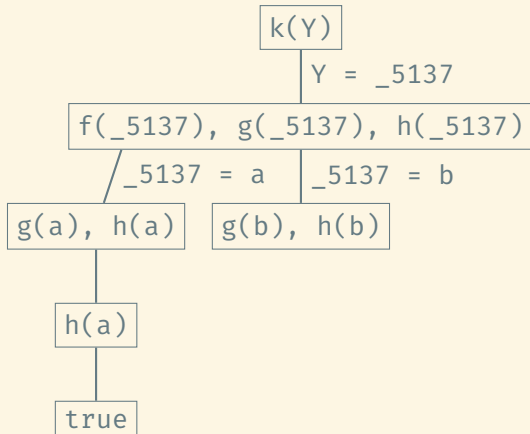 k(Y)
Y = _5137
f(_5137), g(_5137), h(_5137)
_5137 = a
_5137 = b
g(a), h(a)
g(b), h(b)
h(a)
true